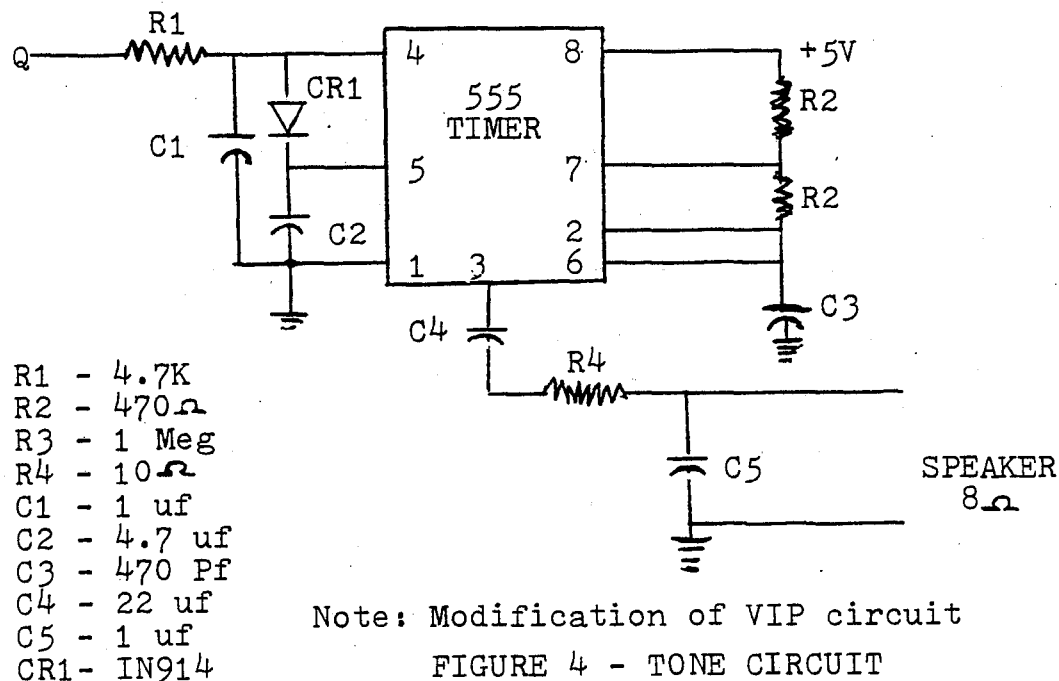 R1
Q
4
8
+5V
CR1
555
TIMER
R2
C1
5
7
R2
C2
2
1
3
6
C3
C4
R4
R1 - 4.7K
R2 - 470Ω
R3 - 1 Meg
R4 - 10Ω
C1 - 1 uf
C2 - 4.7 uf
C3 - 470 Pf
C4 - 22 uf
C5 - 1 uf
CR1- IN914
C5
SPEAKER
8Ω
Note: Modification of VIP circuit
FIGURE 4 - TONE CIRCUIT